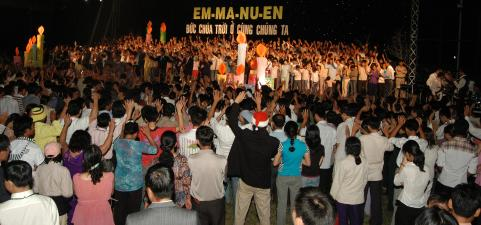 EM-MA-NU-EN
ĐỨC CHÚA TRỜI Ở CÙNG CHÚNG TA